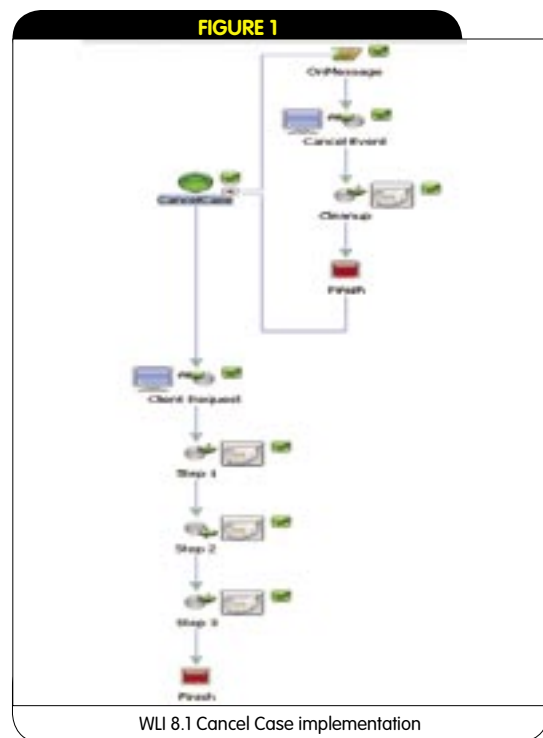 FIGURE 1
OnMessage
Cancel Event
CancelCase
Cleanup
Finish
Client Request
Step 1
Step 2
Step 3
Finish
WLI 8.1 Cancel Case implementation